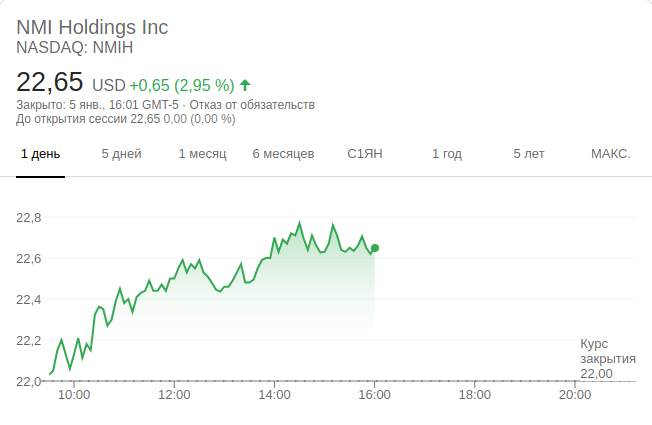 NMI Holdings Inc
NASDAQ: NMIH
22,65 USD +0,65 (2,95 %)
Закрыто: 5 янв., 16:01 GMT-5 · Отказ от обязательств
До открытия сессии 22,65 0,00 (0,00 %)
1 день 5 дней 1 месяц 6 месяцев С1ЯН 1 год 5 лет МАКС.
22,8
22,6
22,4
22,2
22,0
Курс
закрытия
22,00
10:00 12:00 14:00 16:00 18:00 20:00